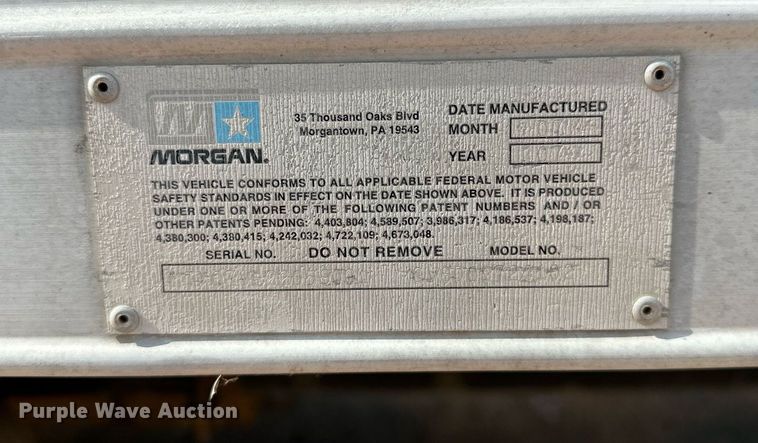 35 Thousand Oaks Blvd
Morgantown, PA 19543
MORGAN.
DATE MANUFACTURED
MONTH
YEAR
THIS VEHICLE CONFORMS TO ALL APPLICABLE FEDERAL MOTOR VEHICLE
SAFETY STANDARDS IN EFFECT ON THE DATE SHOWN ABOVE. IT IS PRODUCED
UNDER ONE OR MORE OF THE FOLLOWING PATENT NUMBERS AND / OR
OTHER PATENTS PENDING: 4,403,804; 4,589,507; 3,986,317; 4,186,537; 4,198,187;
4,380,300; 4,380,415; 4,242,032; 4,722,109; 4,673,048.
SERIAL NO. DO NOT REMOVE MODEL NO.
Purple Wave Auction